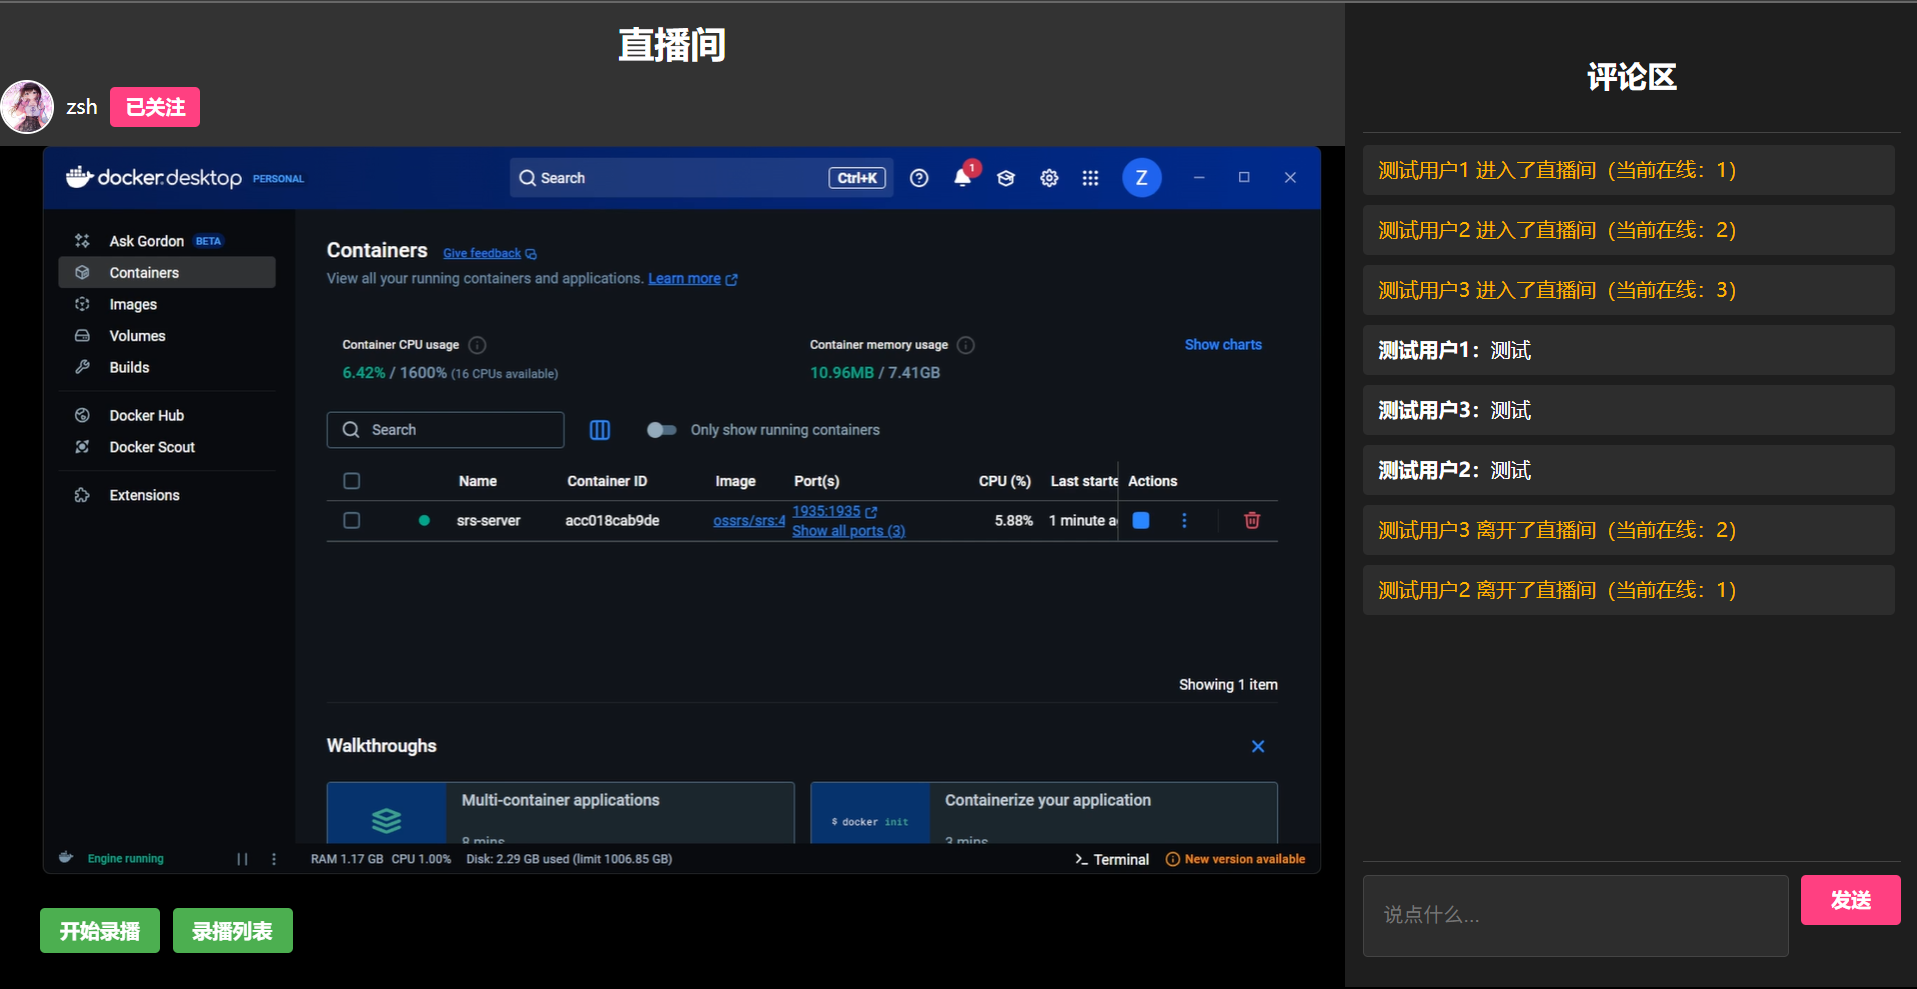 直播间
zsh
已关注
docker.desktop PERSONAL
Search
Ctrl+K
1
Z
Ask Gordon BETA
Containers
Images
Volumes
Builds
Docker Hub
Docker Scout
Extensions
Containers Give feedback
View all your running containers and applications. Learn more
Container CPU usage
6.42% / 1600% (16 CPUs available)
Container memory usage
10.96MB / 7.41GB
Show charts
Search
Only show running containers
Name Container ID Image Port(s) CPU (%) Last starte Actions
srs-server acc018cab9de ossrs/srs:4 1935:1935 5.88% 1 minute a
Show all ports (3)
Showing 1 item
Walkthroughs
Multi-container applications
8 mins
$ docker init
Containerize your application
3 mins
Engine running
RAM 1.17 GB CPU 1.00% Disk: 2.29 GB used (limit 1006.85 GB)
>_ Terminal
New version available
开始录播
录播列表
评论区
测试用户1 进入了直播间（当前在线：1）
测试用户2 进入了直播间（当前在线：2）
测试用户3 进入了直播间（当前在线：3）
测试用户1：测试
测试用户3：测试
测试用户2：测试
测试用户3 离开了直播间（当前在线：2）
测试用户2 离开了直播间（当前在线：1）
说点什么...
发送